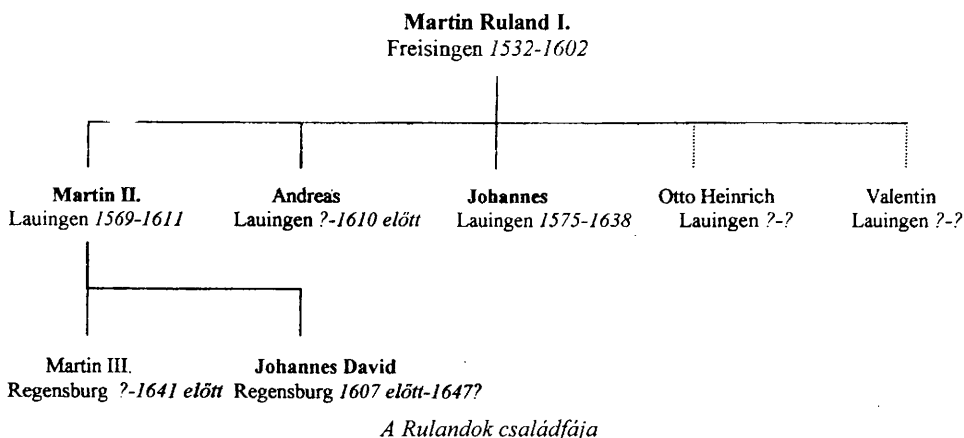 Martin Ruland I.
Freisingen 1532-1602
Martin II. Andreas Johannes Otto Heinrich Valentin
Lauingen 1569-1611 Lauingen ?-1610 előtt Lauingen 1575-1638 Lauingen ?-? Lauingen ?-?
Martin III. Johannes David
Regensburg ?-1641 előtt Regensburg 1607 előtt-1647?
A Rulandok családfája